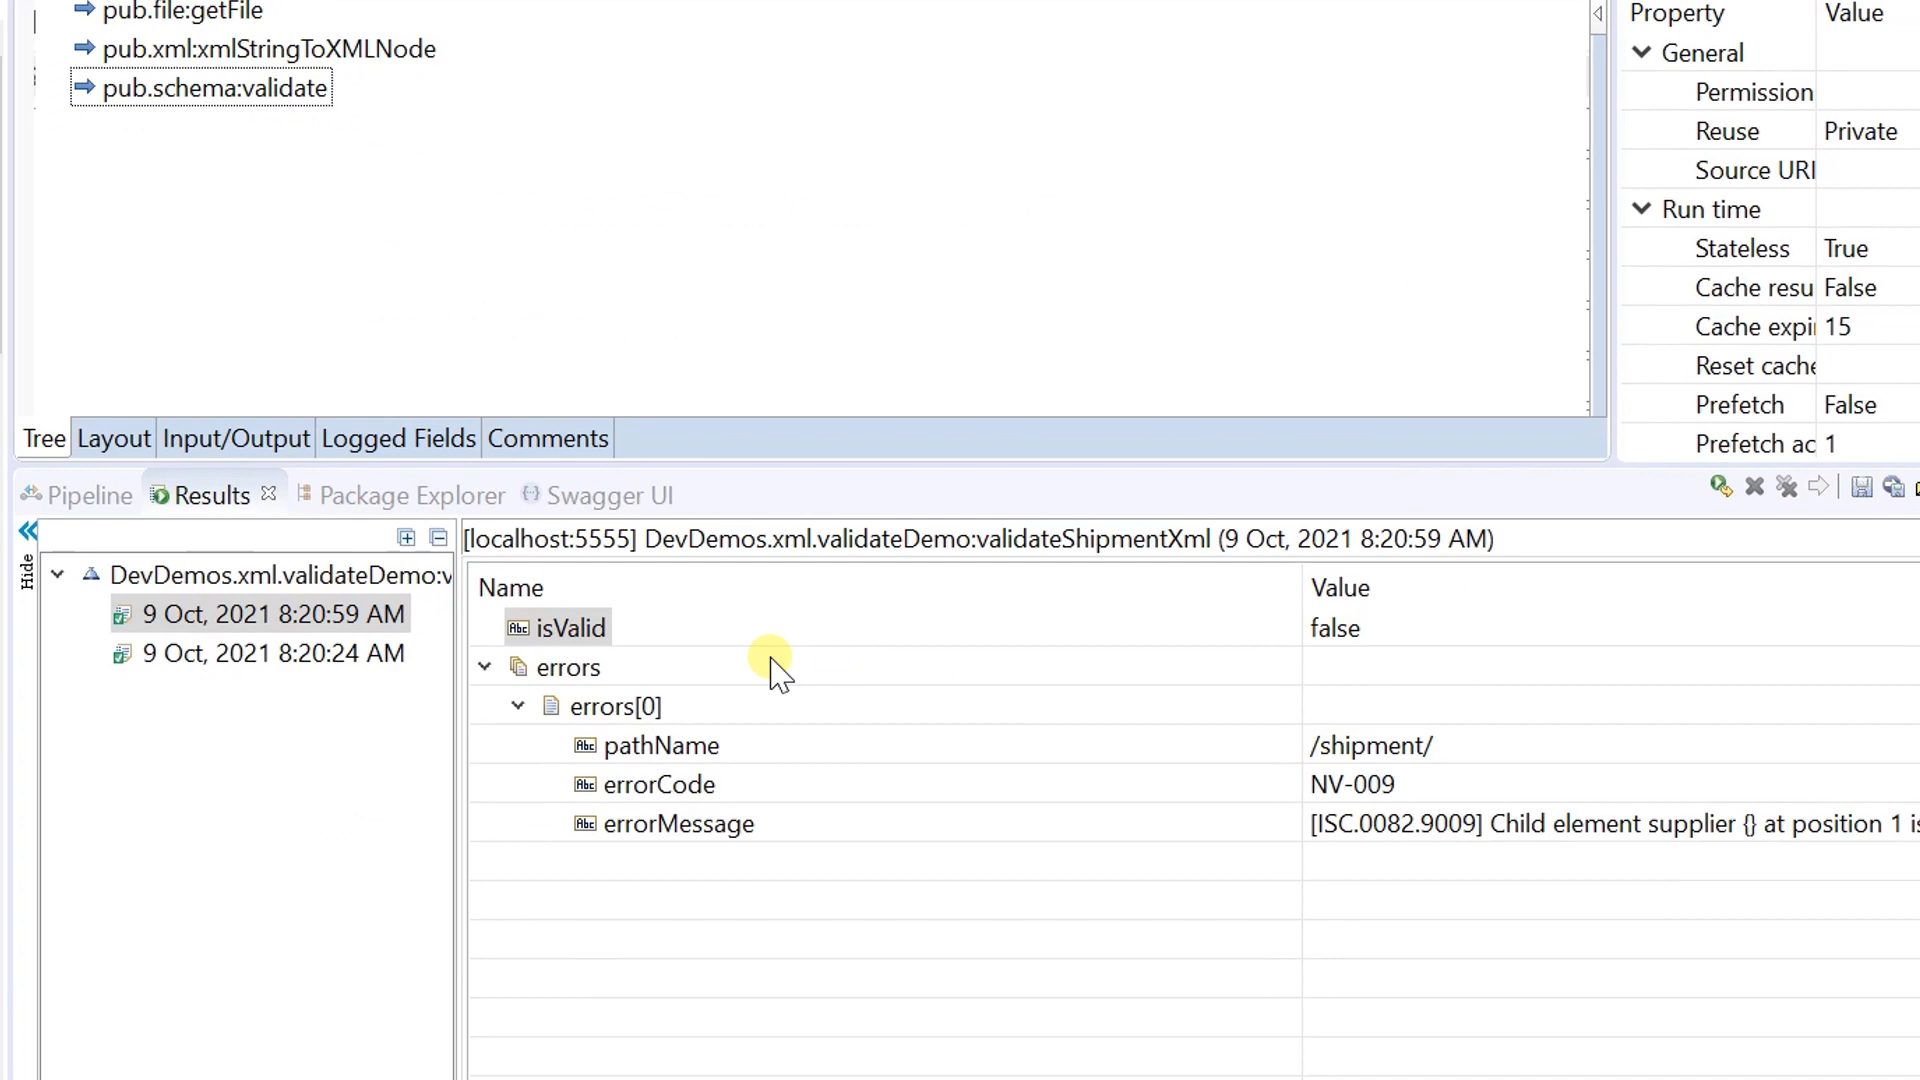 pub.file:getFile
pub.xml:xmlStringToXMLNode
pub.schema:validate
Property Value
General
Permission
Reuse Private
Source URI
Run time
Stateless True
Cache resu False
Cache expi 15
Reset cache
Prefetch False
Prefetch ac 1
Tree Layout Input/Output Logged Fields Comments
Pipeline Results Package Explorer Swagger UI
Hide
DevDemos.xml.validateDemo:v
9 Oct, 2021 8:20:59 AM
9 Oct, 2021 8:20:24 AM
[localhost:5555] DevDemos.xml.validateDemo:validateShipmentXml (9 Oct, 2021 8:20:59 AM)
Name Value
Abc isValid false
errors
errors[0]
Abc pathName /shipment/
Abc errorCode NV-009
Abc errorMessage [ISC.0082.9009] Child element supplier {} at position 1 is